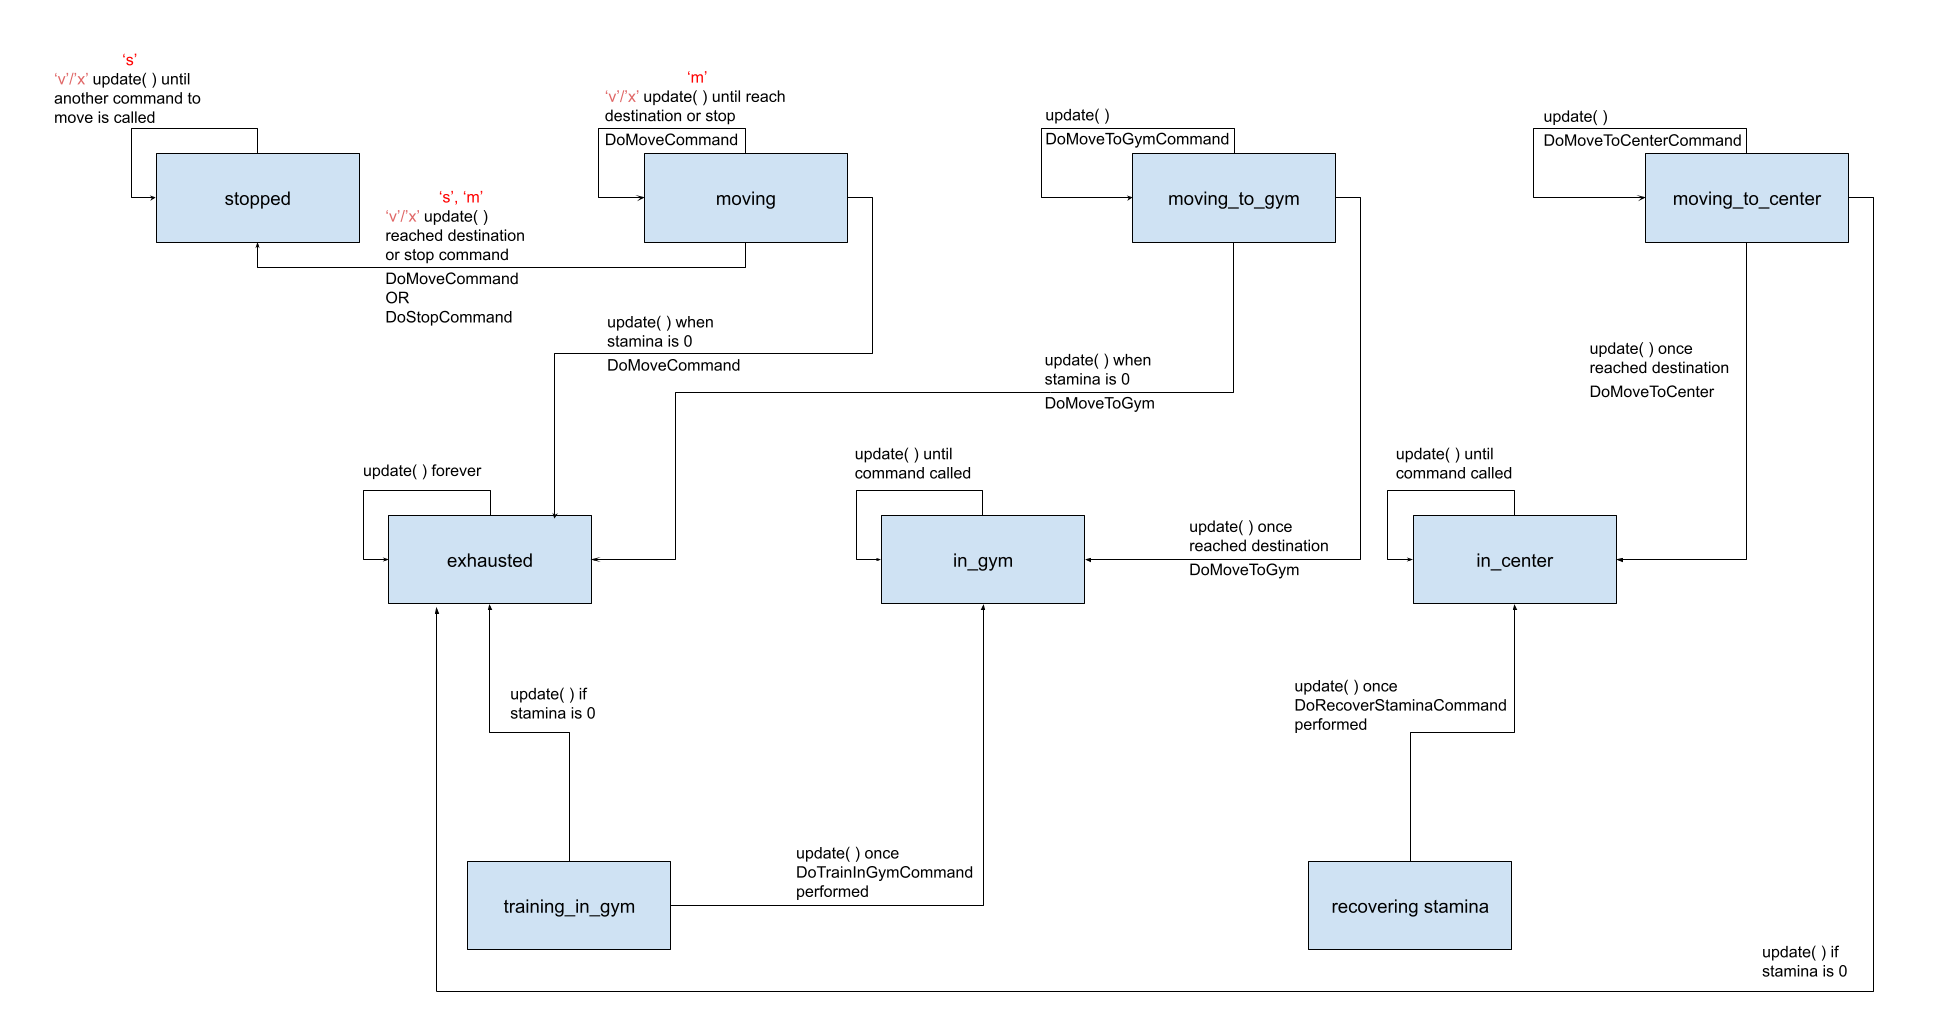 ‘s’
‘v’/’x’ update( ) until
another command to
move is called
stopped
‘s’, ‘m’
‘v’/’x’ update( )
reached destination
or stop command
DoMoveCommand
OR
DoStopCommand
‘m’
‘v’/’x’ update( ) until reach
destination or stop
DoMoveCommand
moving
update( )
DoMoveToGymCommand
moving_to_gym
update( )
DoMoveToCenterCommand
moving_to_center
update( ) when
stamina is 0
DoMoveCommand
update( ) when
stamina is 0
DoMoveToGym
update( ) once
reached destination
DoMoveToCenter
update( ) forever
exhausted
update( ) until
command called
in_gym
update( ) once
reached destination
DoMoveToGym
update( ) until
command called
in_center
update( ) if
stamina is 0
update( ) once
DoRecoverStaminaCommand
performed
update( ) once
DoTrainInGymCommand
performed
training_in_gym
recovering stamina
update( ) if
stamina is 0